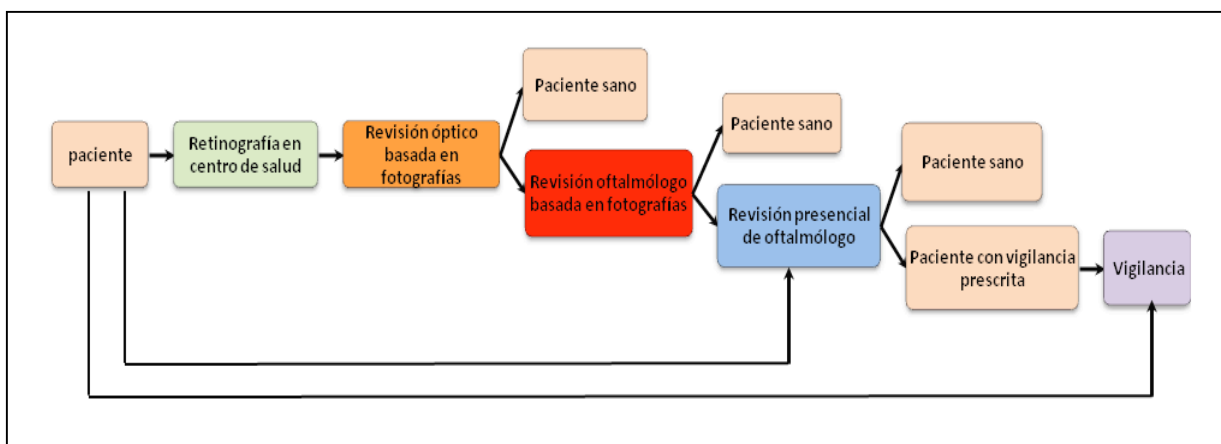 paciente
Retinografía en
centro de salud
Revisión óptico
basada en
fotografías
Paciente sano
Revisión oftalmólogo
basada en fotografías
Paciente sano
Revisión presencial
de oftalmólogo
Paciente sano
Paciente con vigilancia
prescrita
Vigilancia